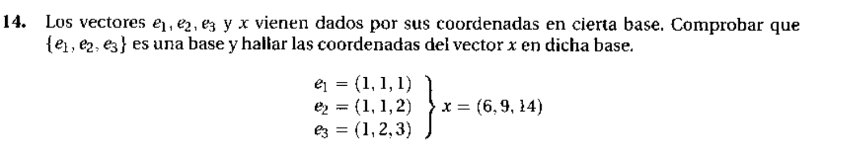 14. Los vectores e₁, e₂, e₃ y x vienen dados por sus coordenadas en cierta base. Comprobar que
{e₁, e₂, e₃} es una base y hallar las coordenadas del vector x en dicha base.
e₁ = (1, 1, 1)
e₂ = (1, 1, 2) } x = (6, 9, 14)
e₃ = (1, 2, 3)